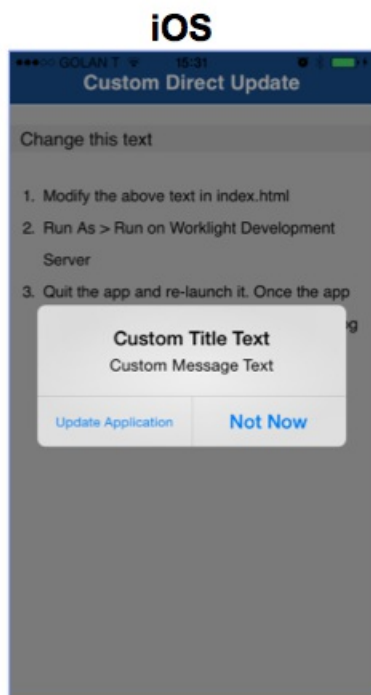 iOS
GOLAN T 15:31
Custom Direct Update
Change this text
1. Modify the above text in index.html
2. Run As > Run on Worklight Development
Server
3. Quit the app and re-launch it. Once the app
Custom Title Text
Custom Message Text
Update Application Not Now